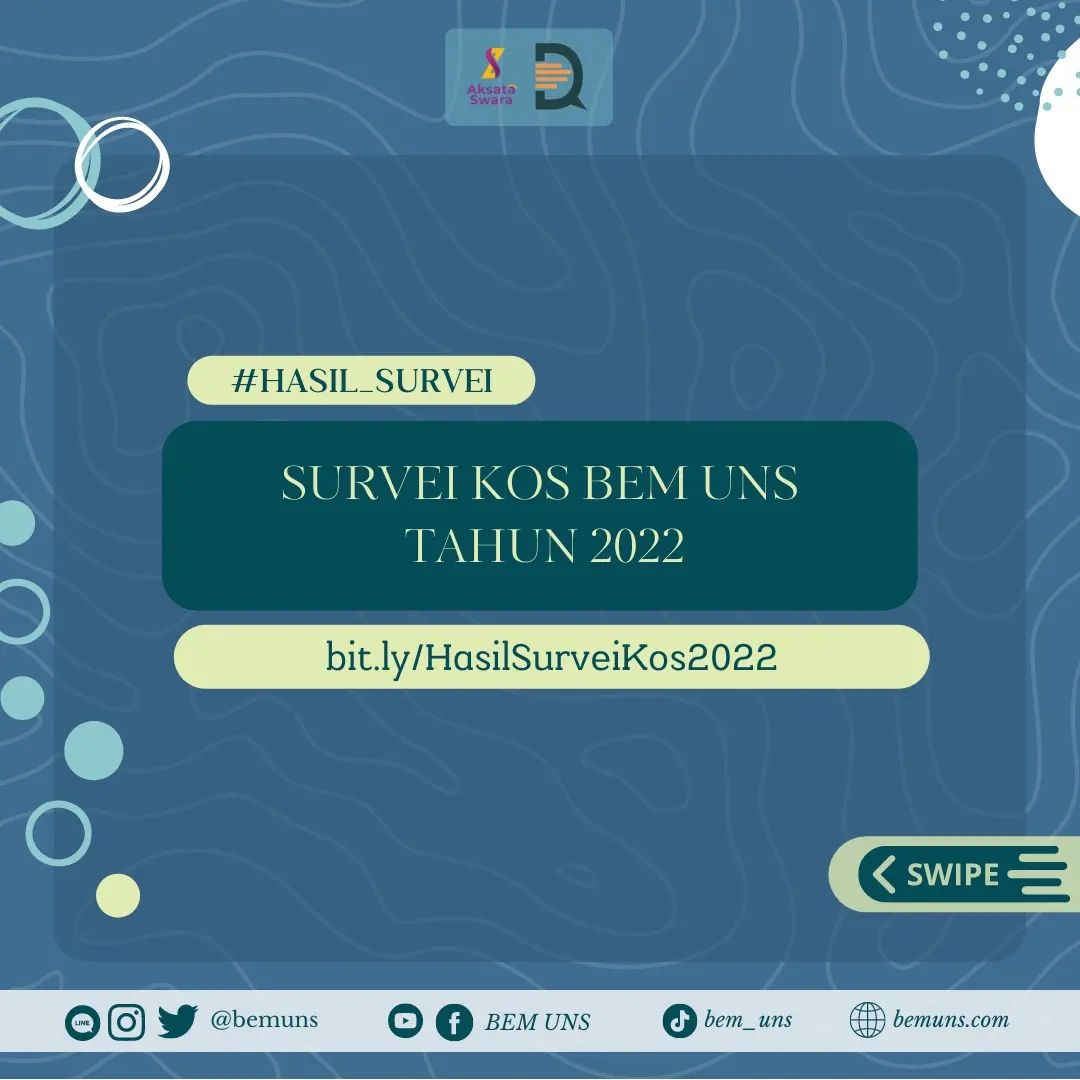 Aksata
Swara
#HASIL_SURVEI
SURVEI KOS BEM UNS
TAHUN 2022
bit.ly/HasilSurveiKos2022
SWIPE
LINE
@bemuns
BEM UNS
bem_uns
bemuns.com